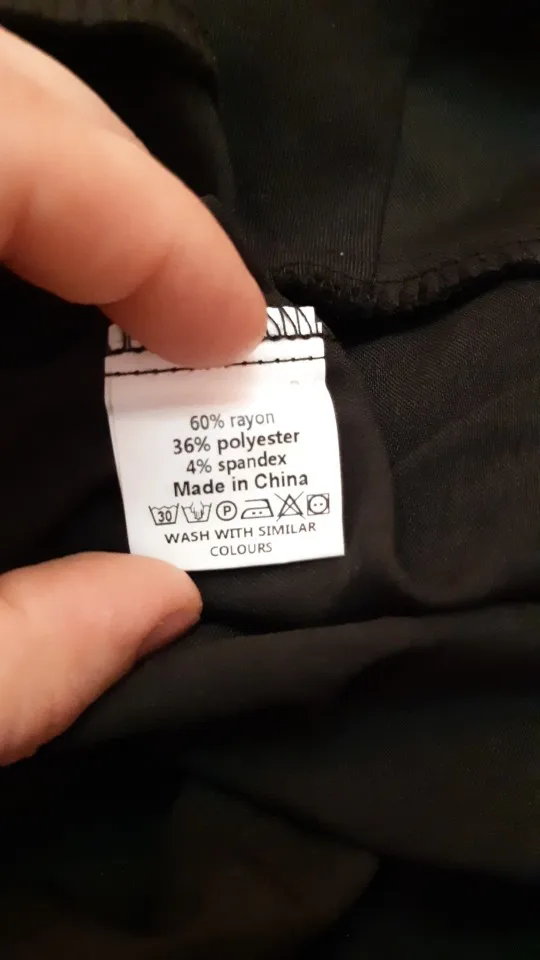 60% rayon
36% polyester
4% spandex
Made in China
30 P
WASH WITH SIMILAR
COLOURS